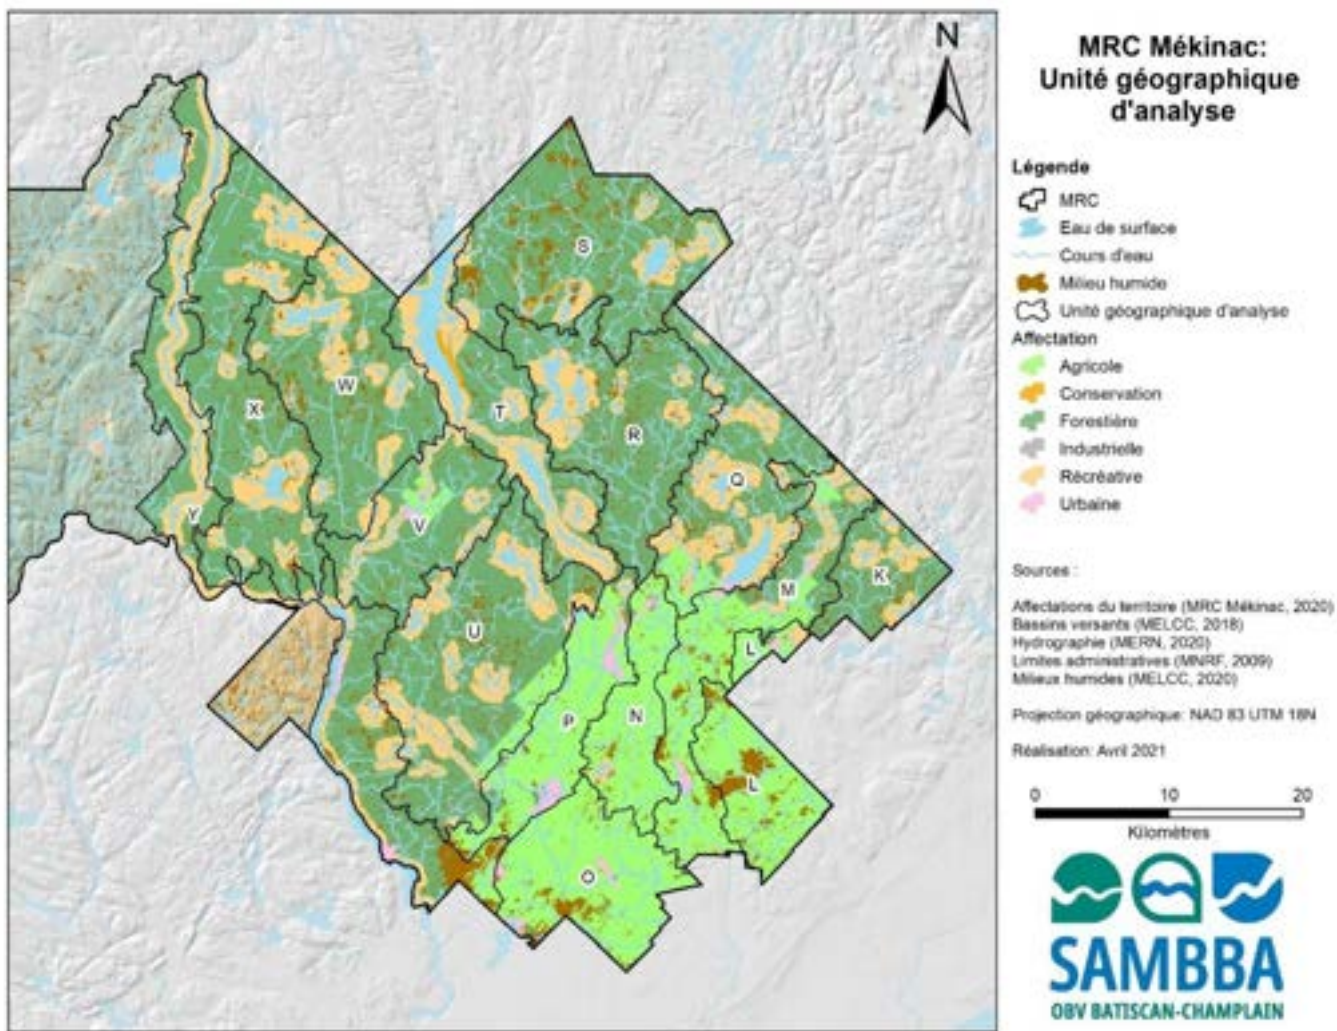 N
MRC Mékinac:
Unité géographique
d'analyse
Légende
MRC
Eau de surface
Cours d'eau
Milieu humide
Unité géographique d'analyse
Affectation
Agricole
Conservation
Forestière
Industrielle
Récréative
Urbaine
Sources :
Affectations du territoire (MRC Mékinac, 2020)
Bassins versants (MELCC, 2018)
Hydrographie (MERN, 2020)
Limites administratives (MNRF, 2009)
Milieux humides (MELCC, 2020)
Projection géographique: NAD 83 UTM 18N
Réalisation: Avril 2021
0 10 20
Kilomètres
SAMBBA
OBV BATISCAN-CHAMPLAIN
S
W
X
T
R
Q
Y
V
K
M
U
L
P
N
L
O